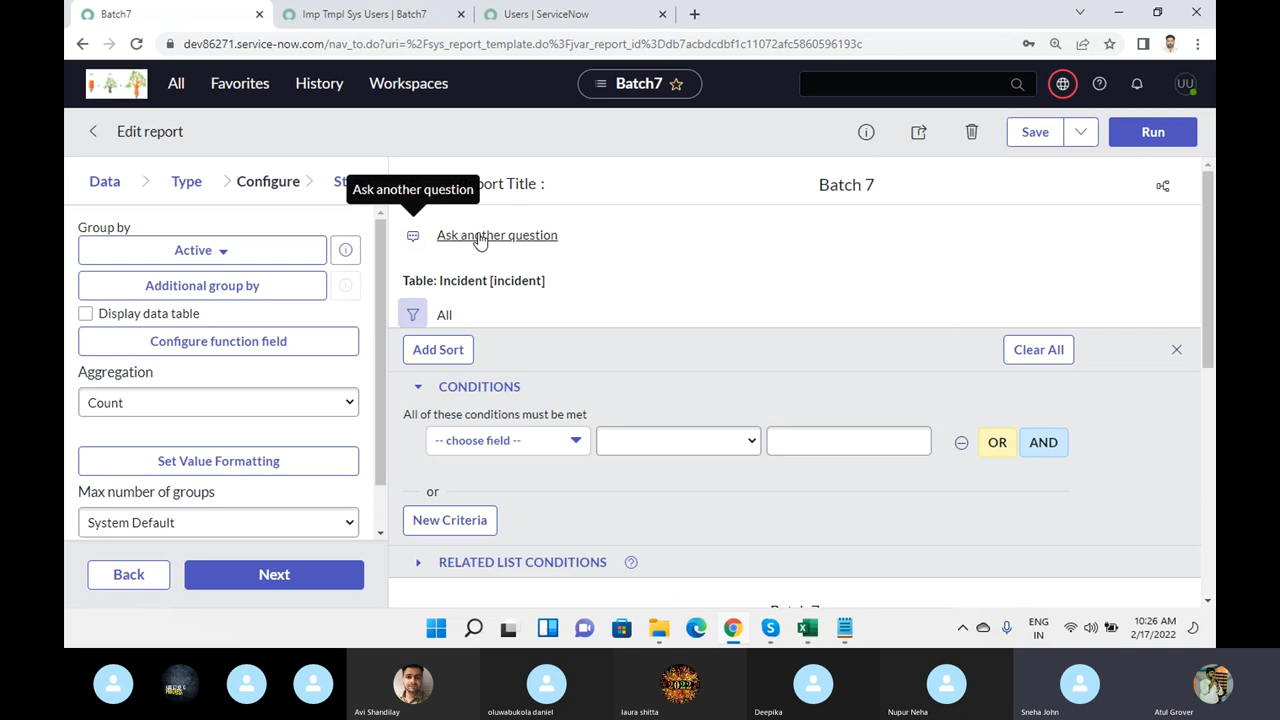 Batch7
Imp Tmpl Sys Users | Batch7
Users | ServiceNow
dev86271.service-now.com/nav_to.do?uri=%2Fsys_report_template.do%3Fjvar_report_id%3Ddb7acbdcdbf1c11072afc5860596193c
All
Favorites
History
Workspaces
Batch7
UU
Edit report
Save
Run
Data
Type
Configure
St
Ask another question
port Title :
Batch 7
Group by
Active
Additional group by
Display data table
Configure function field
Aggregation
Count
Set Value Formatting
Max number of groups
System Default
Back
Next
Ask another question
Table: Incident [incident]
All
Add Sort
Clear All
CONDITIONS
All of these conditions must be met
-- choose field --
OR
AND
or
New Criteria
RELATED LIST CONDITIONS
ENG
IN
10:26 AM
2/17/2022
Avi Shandilay
oluwabukola daniel
2022
laura shitta
Deepika
Nupur Neha
Sneha John
Atul Grover